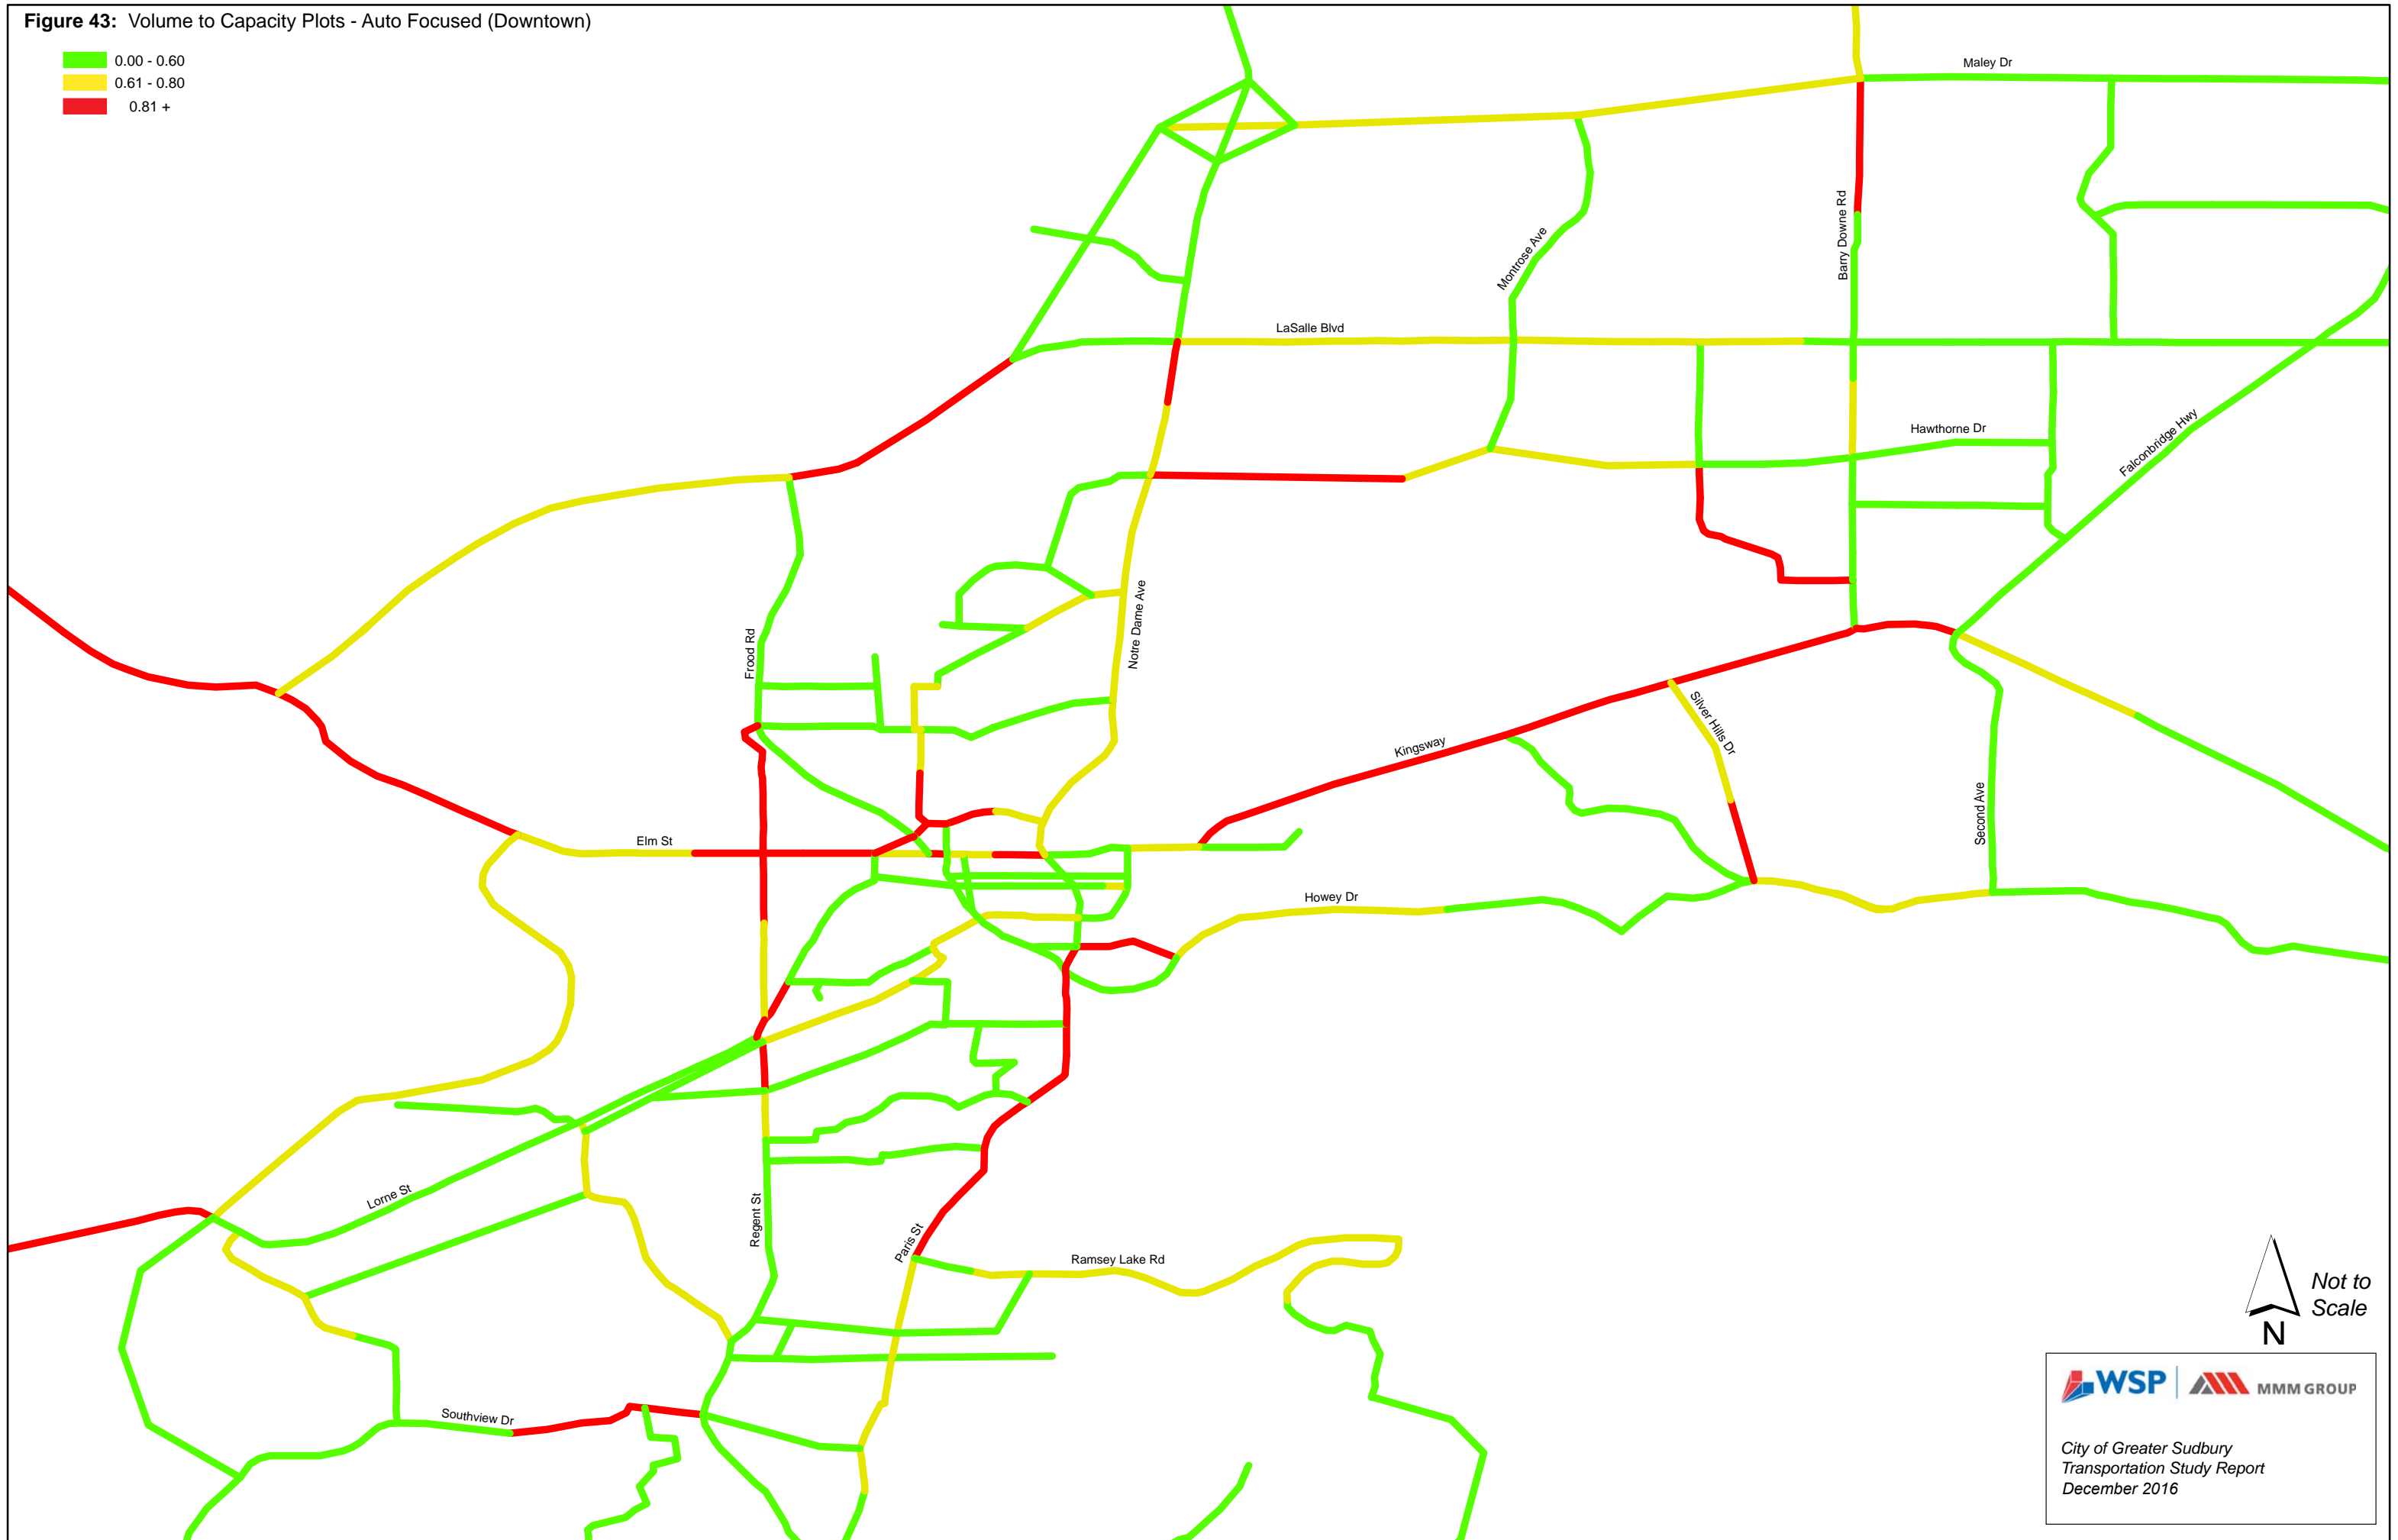 Figure 43: Volume to Capacity Plots - Auto Focused (Downtown)
0.00 - 0.60
0.61 - 0.80
0.81 +
Maley Dr
Barry Downe Rd
Montrose Ave
LaSalle Blvd
Hawthorne Dr
Falconbridge Hwy
Notre Dame Ave
Frood Rd
Silver Hills Dr
Kingsway
Second Ave
Elm St
Howey Dr
Lorne St
Regent St
Paris St
Ramsey Lake Rd
Southview Dr
Not to
Scale
N
WSP
MMM GROUP
City of Greater Sudbury
Transportation Study Report
December 2016